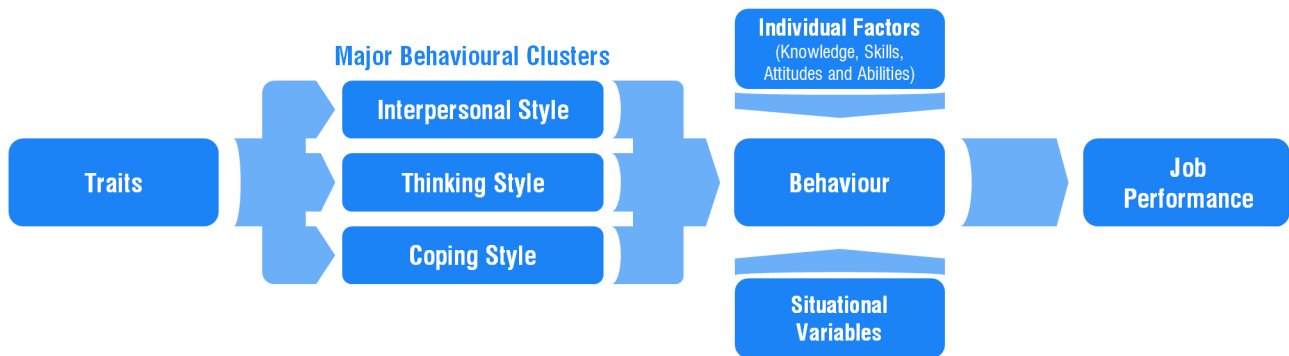 Individual Factors
(Knowledge, Skills,
Attitudes and Abilities)
Major Behavioural Clusters
Interpersonal Style
Traits
Thinking Style
Behaviour
Job
Performance
Coping Style
Situational
Variables